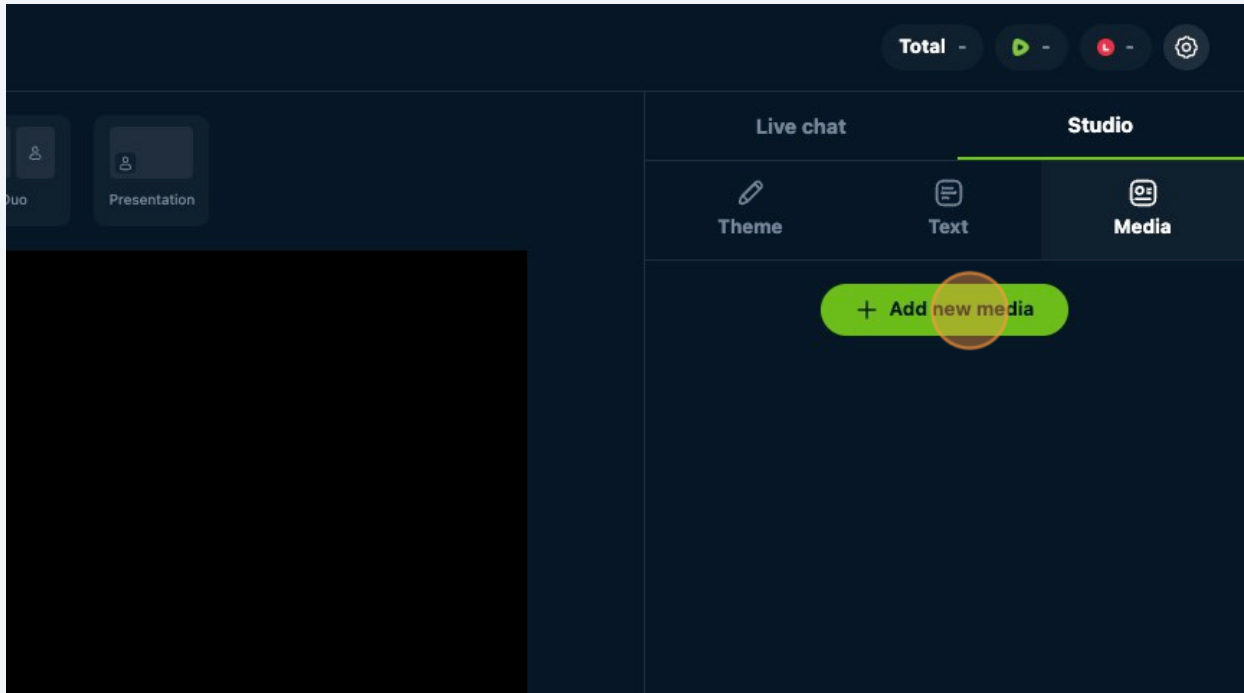 Total -
-
-
Live chat
Studio
Duo
Presentation
Theme
Text
Media
+ Add new media